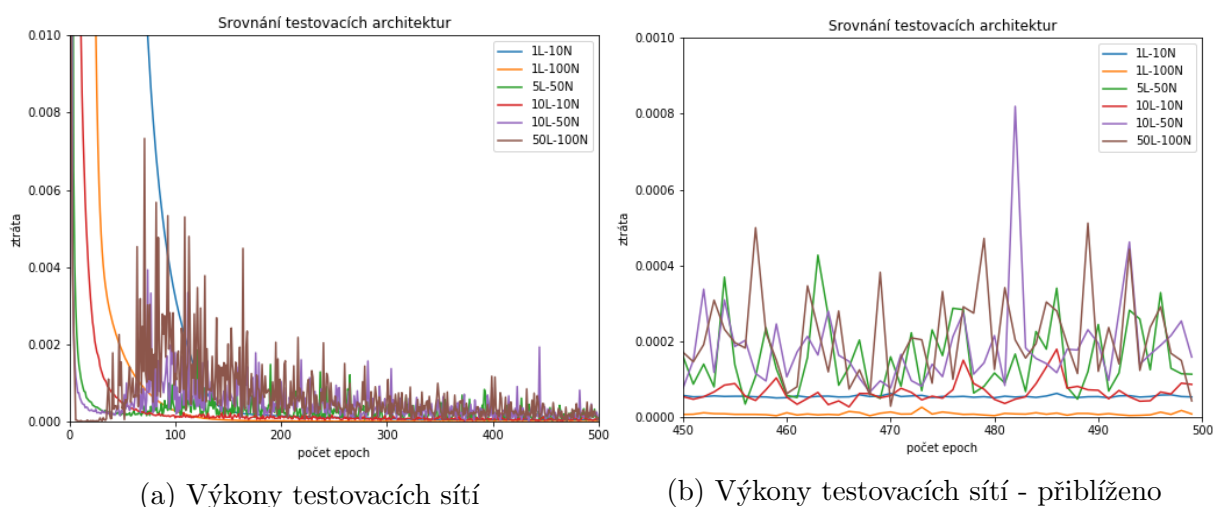 Srovnání testovacích architektur
0.010
0.008
0.006
0.004
0.002
0.000
ztráta
0
100
200
300
400
500
počet epoch
1L-10N
1L-100N
5L-50N
10L-10N
10L-50N
50L-100N
(a) Výkony testovacích sítí
Srovnání testovacích architektur
0.0010
0.0008
0.0006
0.0004
0.0002
0.0000
ztráta
450
460
470
480
490
500
počet epoch
1L-10N
1L-100N
5L-50N
10L-10N
10L-50N
50L-100N
(b) Výkony testovacích sítí - přiblíženo